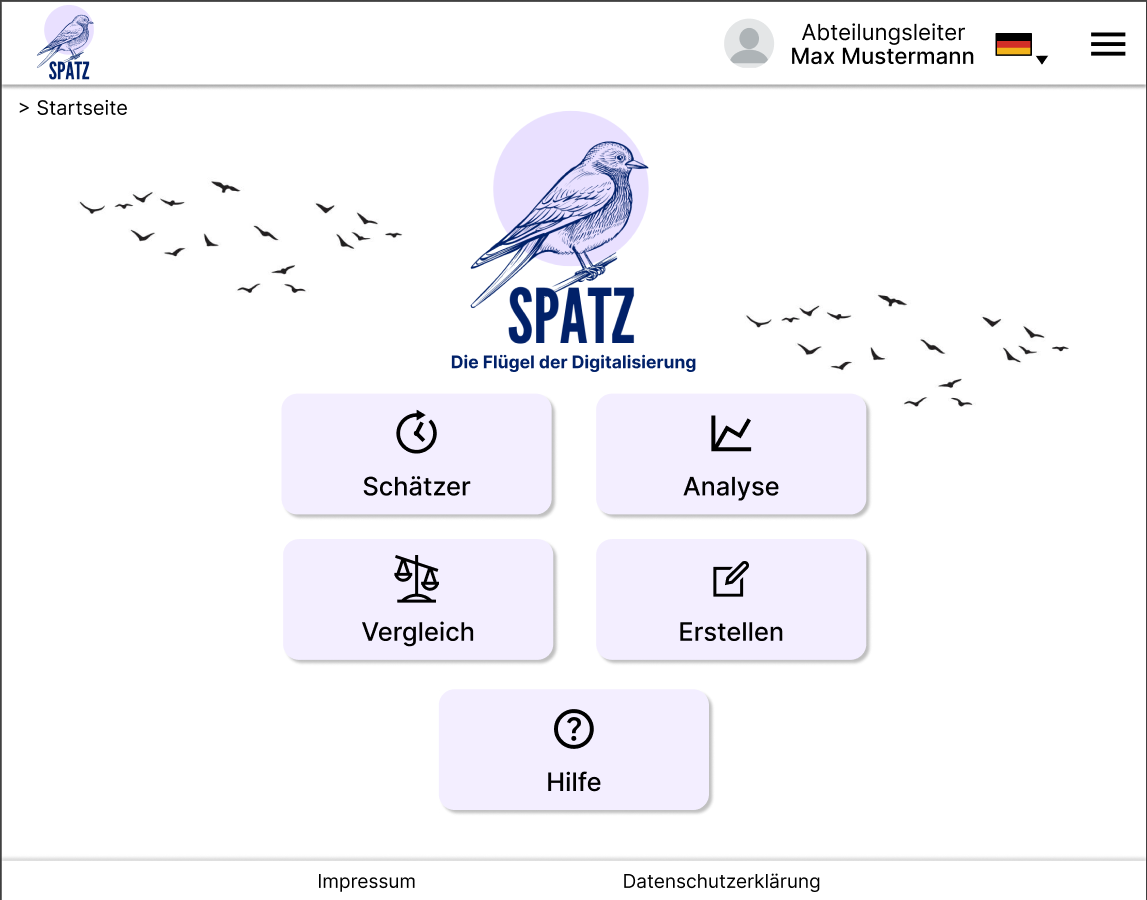 SPATZ
Abteilungsleiter
Max Mustermann
> Startseite
SPATZ
Die Flügel der Digitalisierung
Schätzer
Analyse
Vergleich
Erstellen
Hilfe
Impressum
Datenschutzerklärung